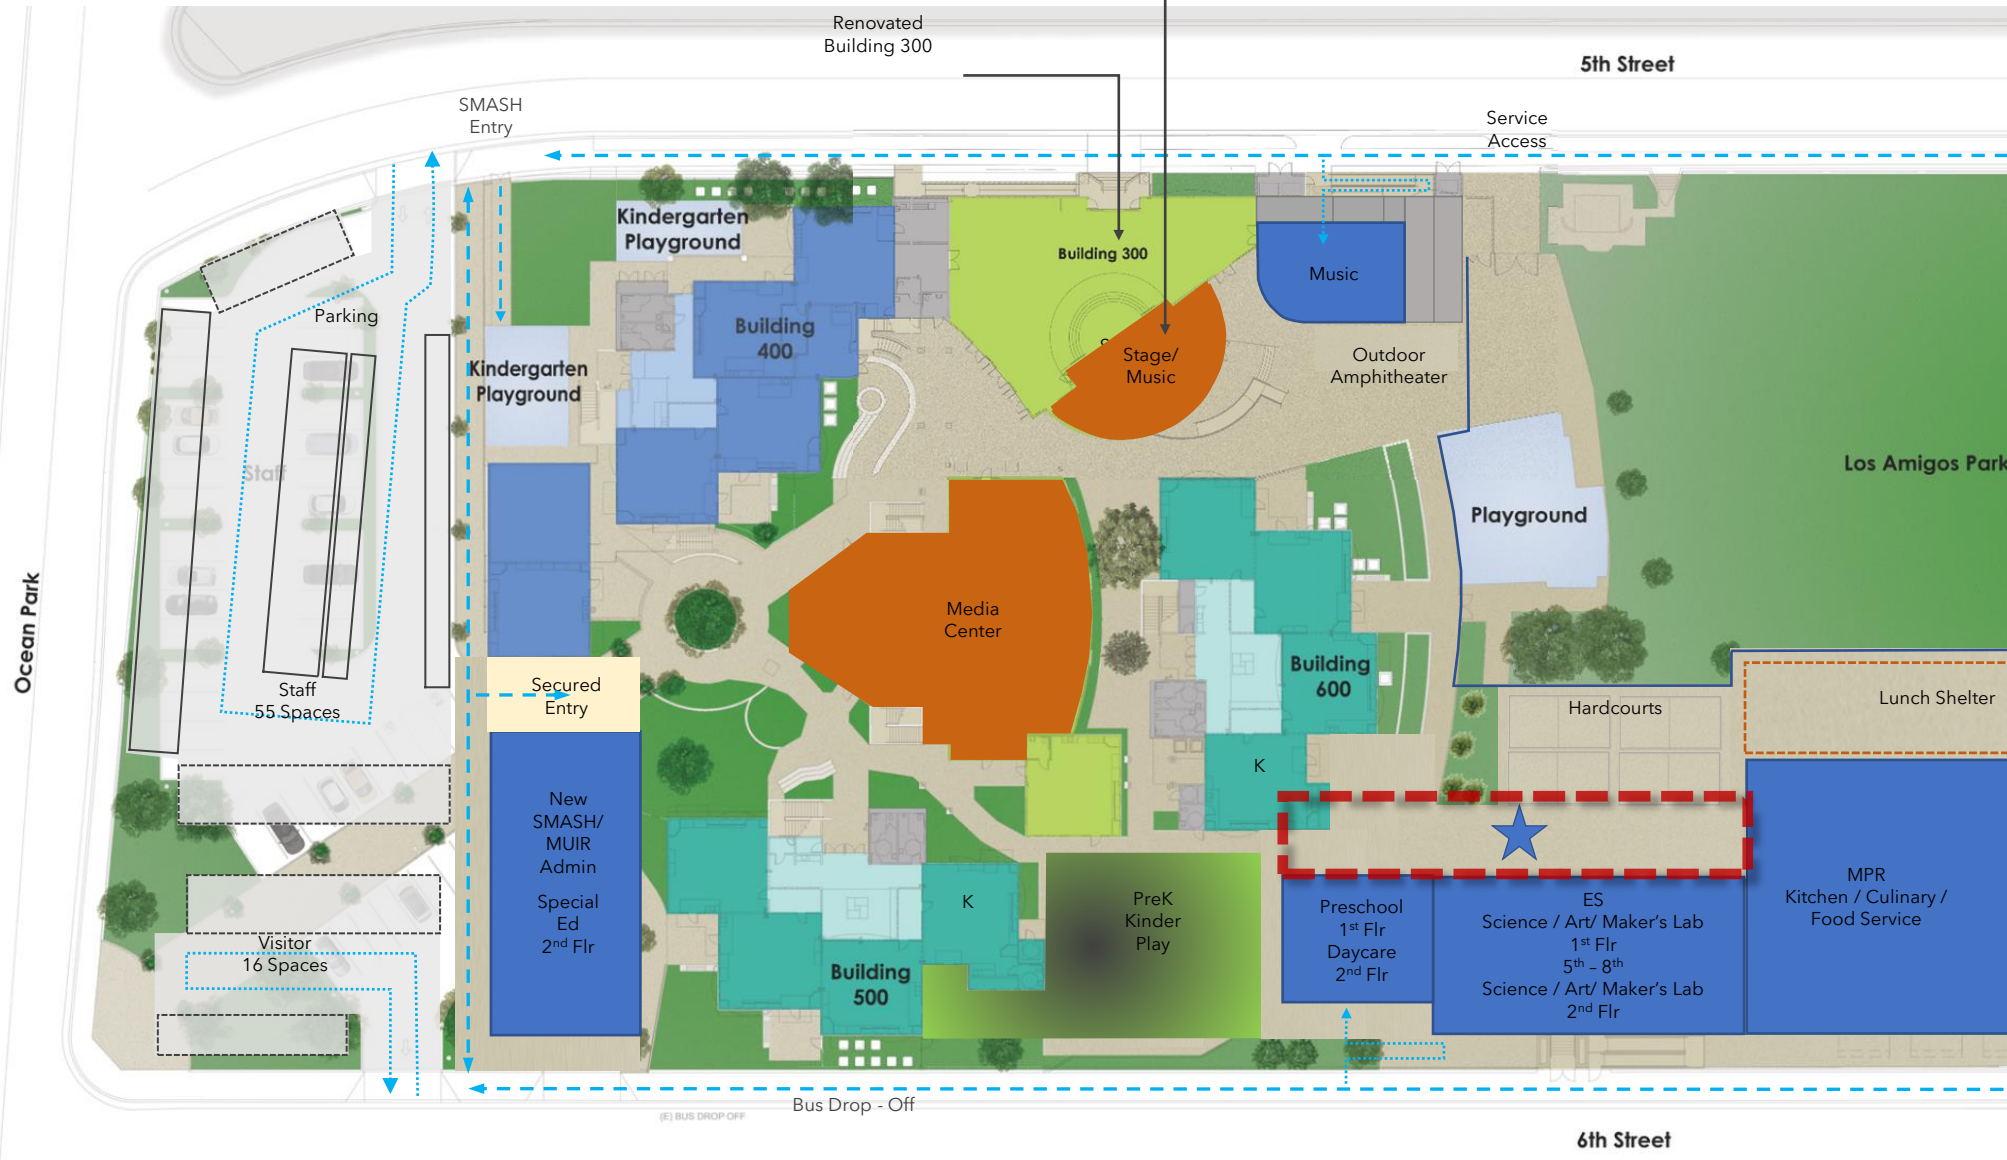 Renovated
Building 300
5th Street
SMASH
Entry
Service
Access
Kindergarten
Playground
Building 300
Music
Parking
Building
400
Stage/
Music
Outdoor
Amphitheater
Kindergarten
Playground
Staff
Los Amigos Park
Playground
Ocean Park
Media
Center
Building
600
Secured
Entry
Staff
55 Spaces
Hardcourts
Lunch Shelter
K
New
SMASH/
MUIR
Admin
Special
Ed
2nd Flr
K
PreK
Kinder
Play
Preschool
1st Flr
Daycare
2nd Flr
ES
Science / Art/ Maker's Lab
1st Flr
5th – 8th
Science / Art/ Maker's Lab
2nd Flr
MPR
Kitchen / Culinary /
Food Service
Visitor
16 Spaces
Building
500
Bus Drop - Off
(E) BUS DROP OFF
6th Street